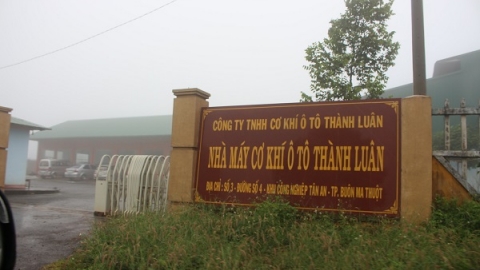 CÔNG TY TNHH CƠ KHÍ Ô TÔ THÀNH LUÂN
NHÀ MÁY CƠ KHÍ Ô TÔ THÀNH LUÂN
ĐỊA CHỈ : SỐ 3 - ĐƯỜNG SỐ 4 - KHU CÔNG NGHIỆP TÂN AN - TP. BUÔN MA THUỘT